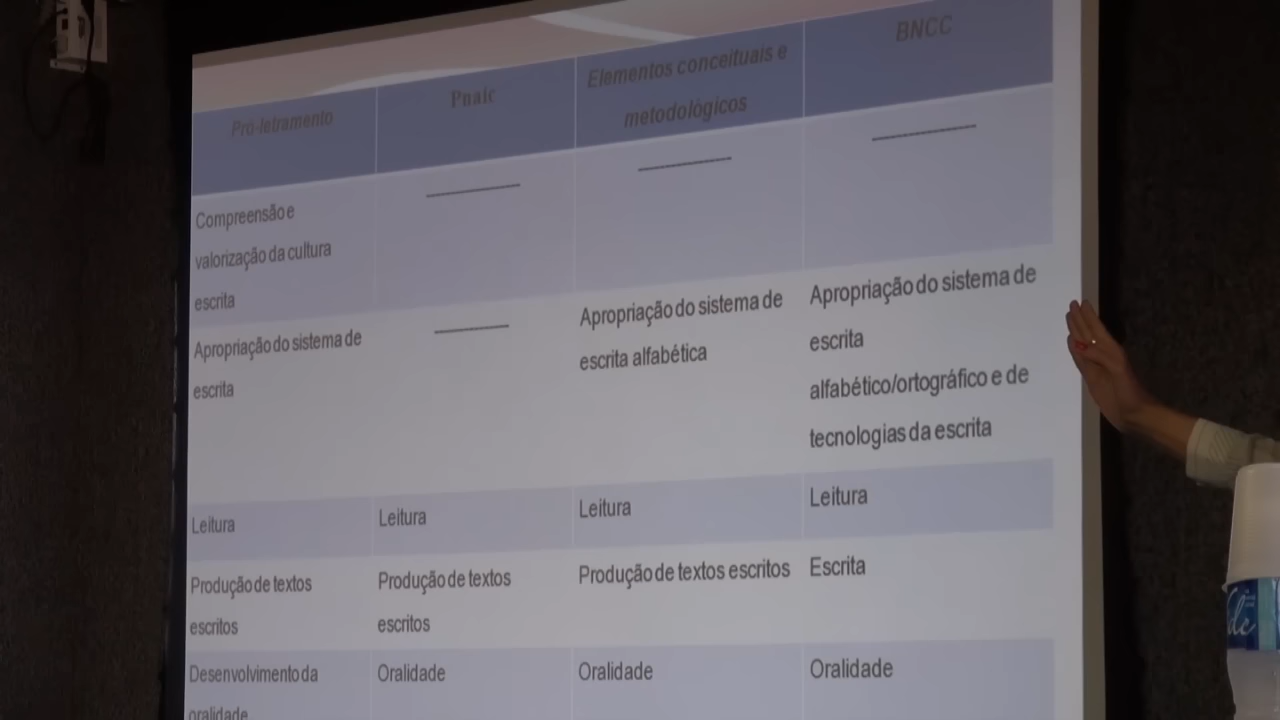 Pró-letramento
Pnaic
Elementos conceituais e
metodológicos
BNCC
Compreensão e
valorização da cultura
escrita
Apropriação do sistema de
escrita
Apropriação do sistema de
escrita alfabética
Apropriação do sistema de
escrita
alfabético/ortográfico e de
tecnologias da escrita
Leitura
Leitura
Leitura
Leitura
Produção de textos
escritos
Produção de textos
escritos
Produção de textos escritos
Escrita
Desenvolvimento da
oralidade
Oralidade
Oralidade
Oralidade